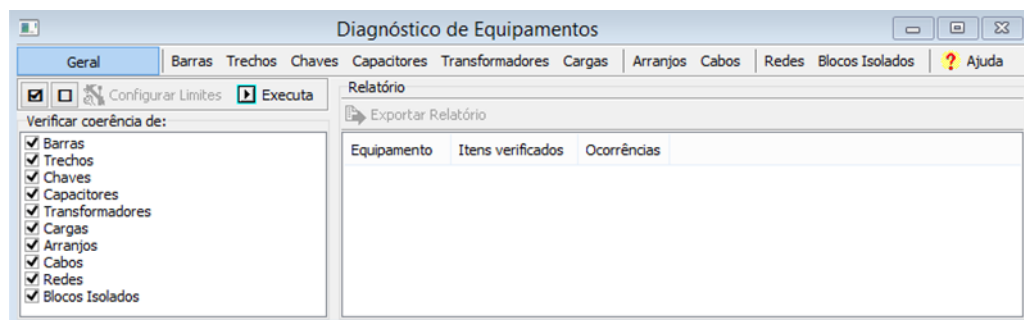 Diagnóstico de Equipamentos
Geral Barras Trechos Chaves Capacitores Transformadores Cargas Arranjos Cabos Redes Blocos Isolados ? Ajuda
Configurar Limites Executa
Verificar coerência de:
Barras
Trechos
Chaves
Capacitores
Transformadores
Cargas
Arranjos
Cabos
Redes
Blocos Isolados
Relatório
Exportar Relatório
Equipamento Itens verificados Ocorrências